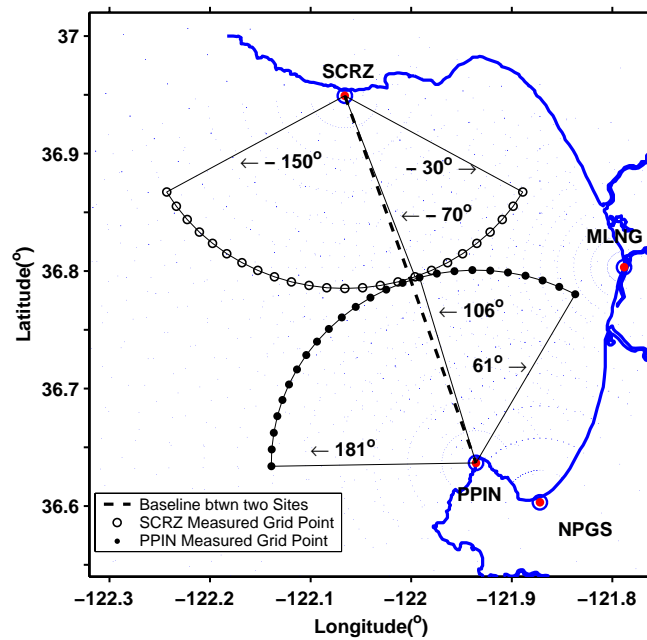 37
36.9
36.8
36.7
36.6
Latitude(°)
SCRZ
← − 150°
− 30° →
← − 70°
MLNG
← 106°
61° →
← 181°
PPIN
NPGS
Baseline btwn two Sites
SCRZ Measured Grid Point
PPIN Measured Grid Point
−122.3 −122.2 −122.1 −122 −121.9 −121.8
Longitude(°)